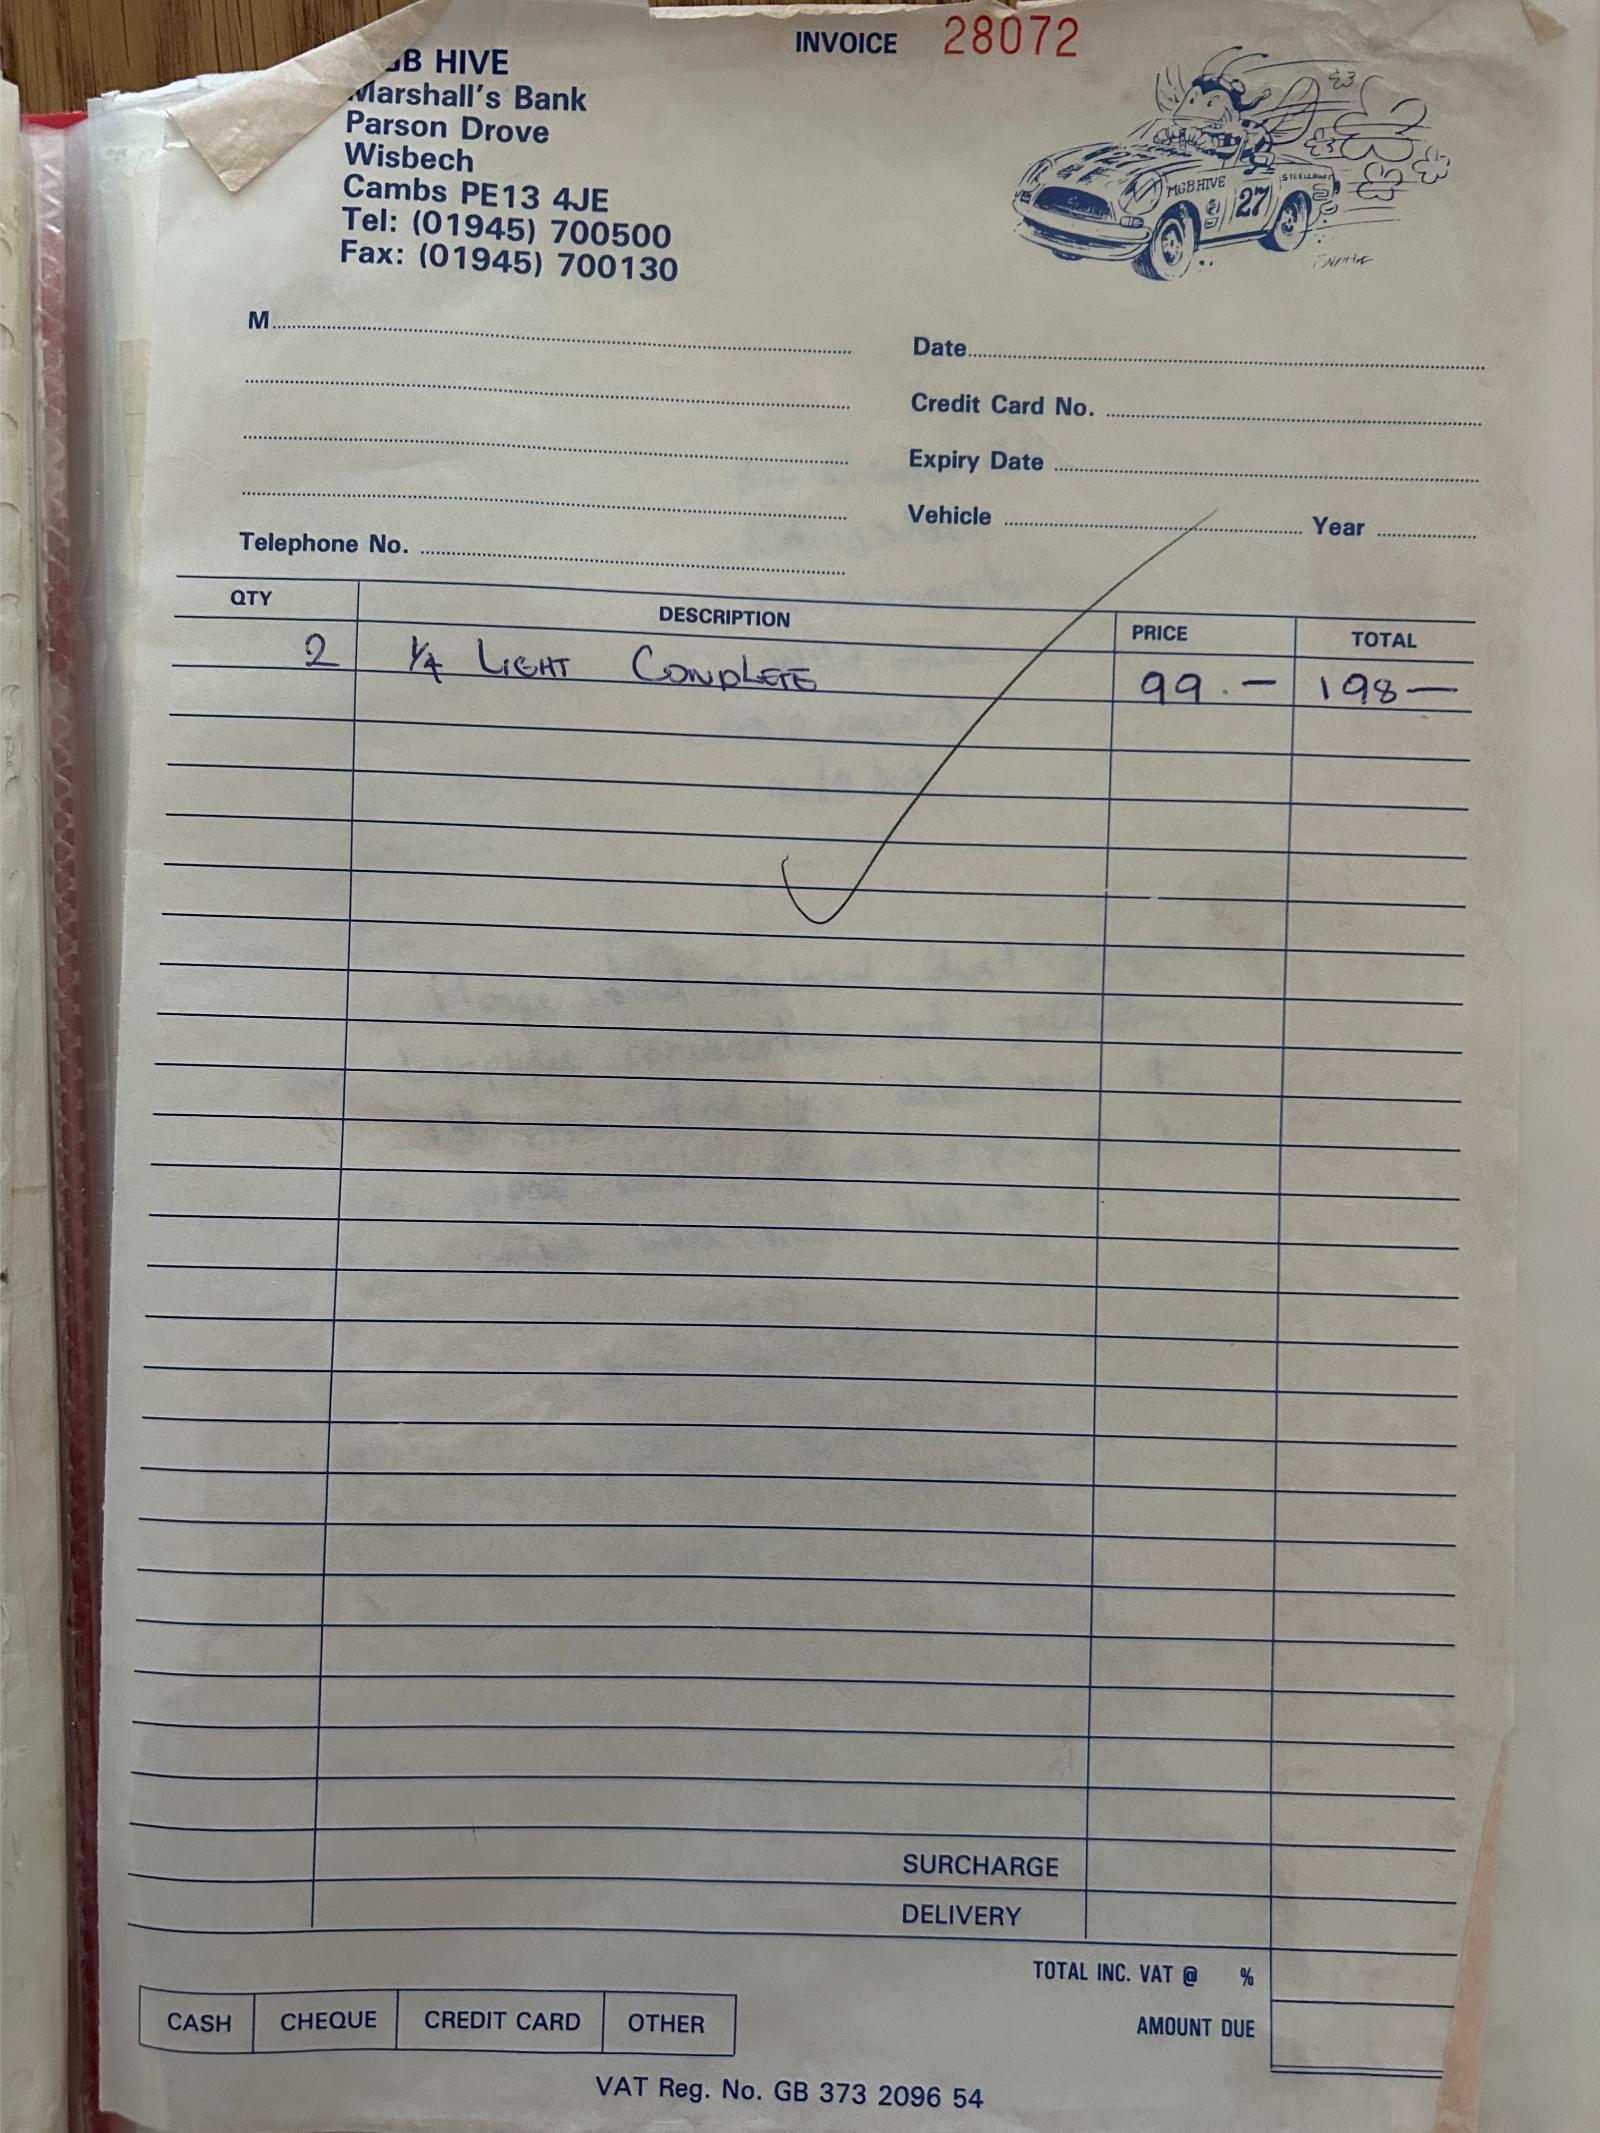 INVOICE 28072
GB HIVE
Marshall's Bank
Parson Drove
Wisbech
Cambs PE13 4JE
Tel: (01945) 700500
Fax: (01945) 700130
MGB HIVE
27
M
Date
Credit Card No.
Expiry Date
Vehicle Year
Telephone No.
QTY DESCRIPTION PRICE TOTAL
2 1/4 LIGHT COMPLETE 99.— 198—
SURCHARGE
DELIVERY
TOTAL INC. VAT @ %
AMOUNT DUE
CASH CHEQUE CREDIT CARD OTHER
VAT Reg. No. GB 373 2096 54